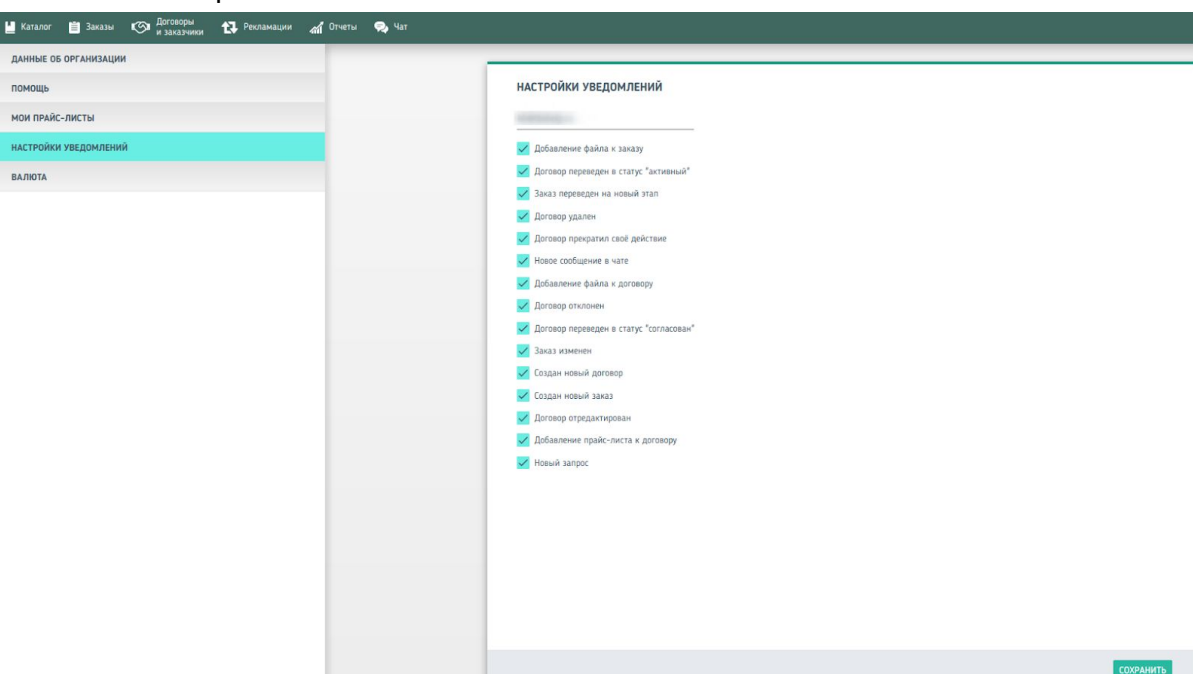 Каталог Заказы Договоры и заказчики Рекламации Отчеты Чат
ДАННЫЕ ОБ ОРГАНИЗАЦИИ
ПОМОЩЬ
МОИ ПРАЙС-ЛИСТЫ
НАСТРОЙКИ УВЕДОМЛЕНИЙ
ВАЛЮТА
НАСТРОЙКИ УВЕДОМЛЕНИЙ
Добавление файла к заказу
Договор переведен в статус "активный"
Заказ переведен на новый этап
Договор удален
Договор прекратил своё действие
Новое сообщение в чате
Добавление файла к договору
Договор отклонен
Договор переведен в статус "согласован"
Заказ изменен
Создан новый договор
Создан новый заказ
Договор отредактирован
Добавление прайс-листа к договору
Новый запрос
СОХРАНИТЬ